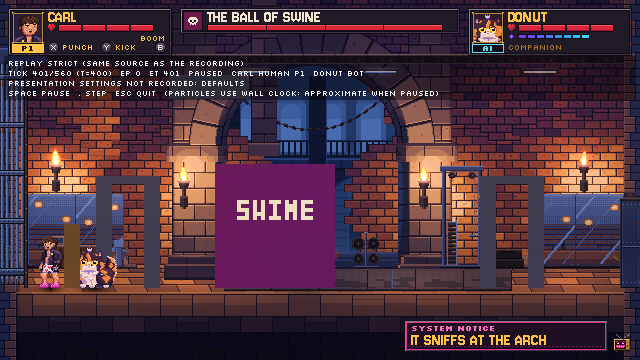 CARL
P1
X PUNCH Y KICK
BOOM
B
THE BALL OF SWINE
DONUT
AI
COMPANION
REPLAY STRICT (SAME SOURCE AS THE RECORDING)
TICK 401/560 (T=400) EP 0 ET 401 PAUSED CARL HUMAN P1 DONUT BOT
PRESENTATION SETTINGS NOT RECORDED: DEFAULTS
SPACE PAUSE . STEP ESC QUIT (PARTICLES USE WALL CLOCK: APPROXIMATE WHEN PAUSED)
SWINE
SYSTEM NOTICE
IT SNIFFS AT THE ARCH